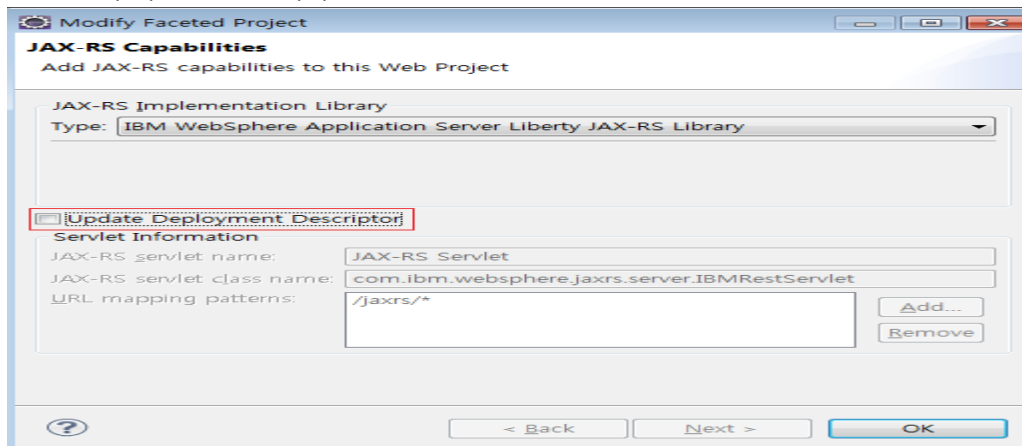 Modify Faceted Project
JAX-RS Capabilities
Add JAX-RS capabilities to this Web Project
JAX-RS Implementation Library
Type: IBM WebSphere Application Server Liberty JAX-RS Library
Update Deployment Descriptor
Servlet Information
JAX-RS servlet name: JAX-RS Servlet
JAX-RS servlet class name: com.ibm.websphere.jaxrs.server.IBMRestServlet
URL mapping patterns: /jaxrs/*
Add...
Remove
? < Back Next > OK